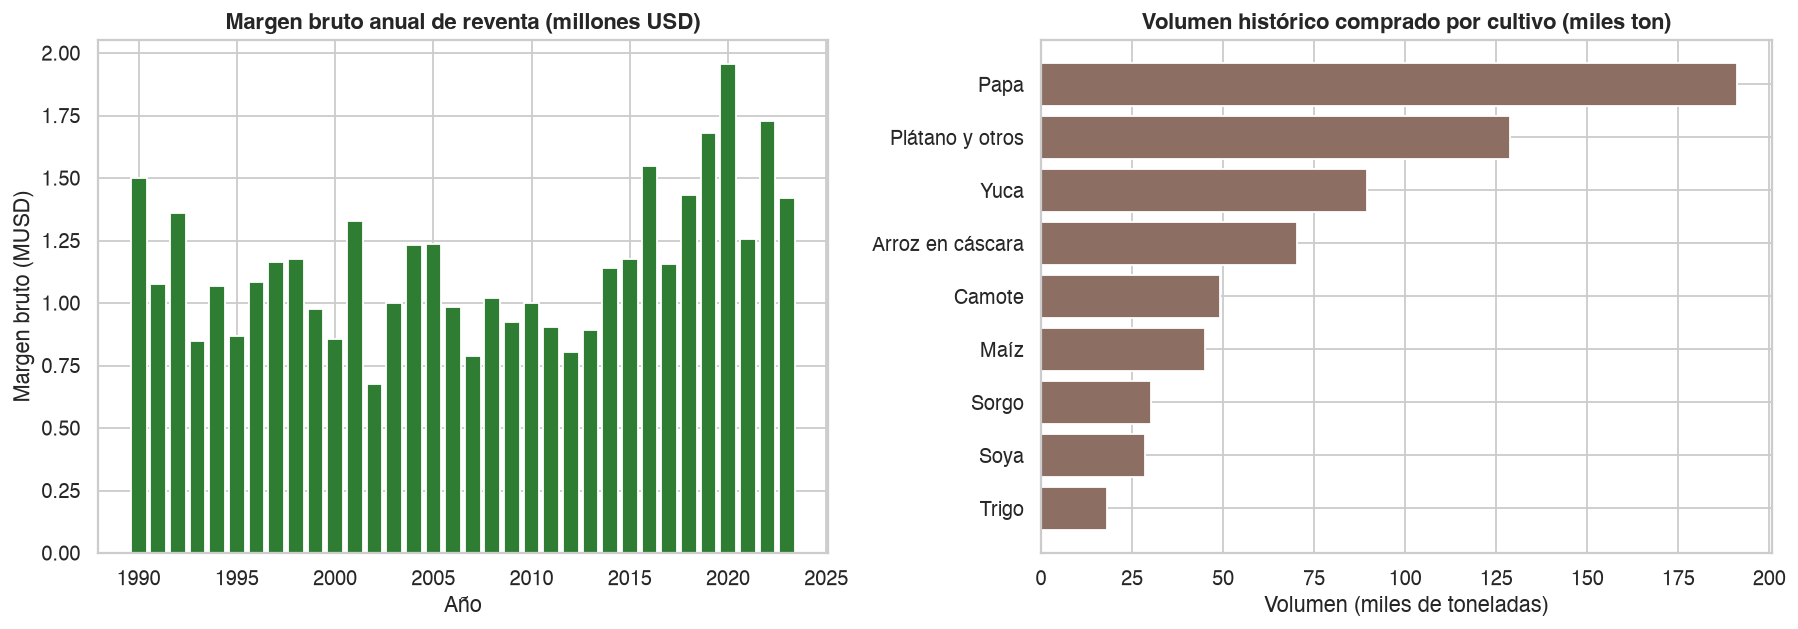 Margen bruto anual de reventa (millones USD)
Margen bruto (MUSD)
2.00
1.75
1.50
1.25
1.00
0.75
0.50
0.25
0.00
1990 1995 2000 2005 2010 2015 2020 2025
Año
Volumen histórico comprado por cultivo (miles ton)
Papa
Plátano y otros
Yuca
Arroz en cáscara
Camote
Maíz
Sorgo
Soya
Trigo
0 25 50 75 100 125 150 175 200
Volumen (miles de toneladas)